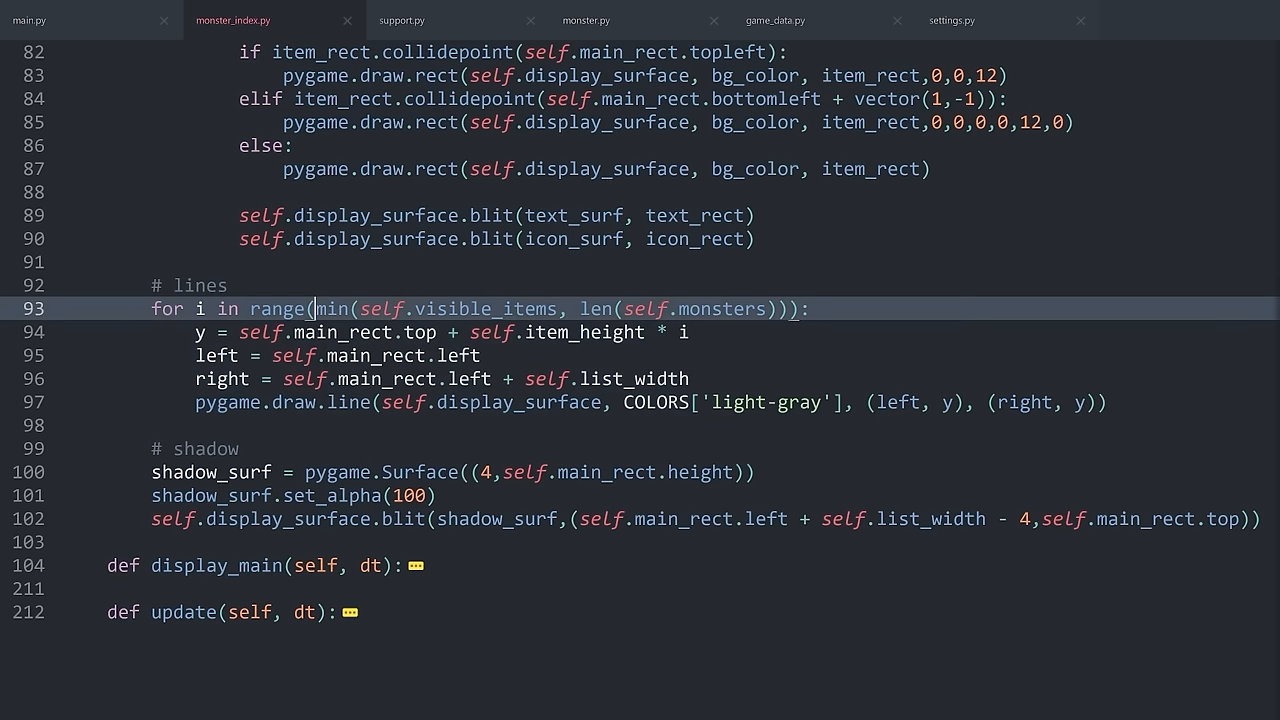 main.py × monster_index.py × support.py × monster.py × game_data.py × settings.py ×
82 if item_rect.collidepoint(self.main_rect.topleft):
83 pygame.draw.rect(self.display_surface, bg_color, item_rect,0,0,12)
84 elif item_rect.collidepoint(self.main_rect.bottomleft + vector(1,-1)):
85 pygame.draw.rect(self.display_surface, bg_color, item_rect,0,0,0,0,12,0)
86 else:
87 pygame.draw.rect(self.display_surface, bg_color, item_rect)
88
89 self.display_surface.blit(text_surf, text_rect)
90 self.display_surface.blit(icon_surf, icon_rect)
91
92 # lines
93 for i in range(min(self.visible_items, len(self.monsters))):
94 y = self.main_rect.top + self.item_height * i
95 left = self.main_rect.left
96 right = self.main_rect.left + self.list_width
97 pygame.draw.line(self.display_surface, COLORS['light-gray'], (left, y), (right, y))
98
99 # shadow
100 shadow_surf = pygame.Surface((4,self.main_rect.height))
101 shadow_surf.set_alpha(100)
102 self.display_surface.blit(shadow_surf,(self.main_rect.left + self.list_width - 4,self.main_rect.top))
103
104 def display_main(self, dt):
211
212 def update(self, dt):